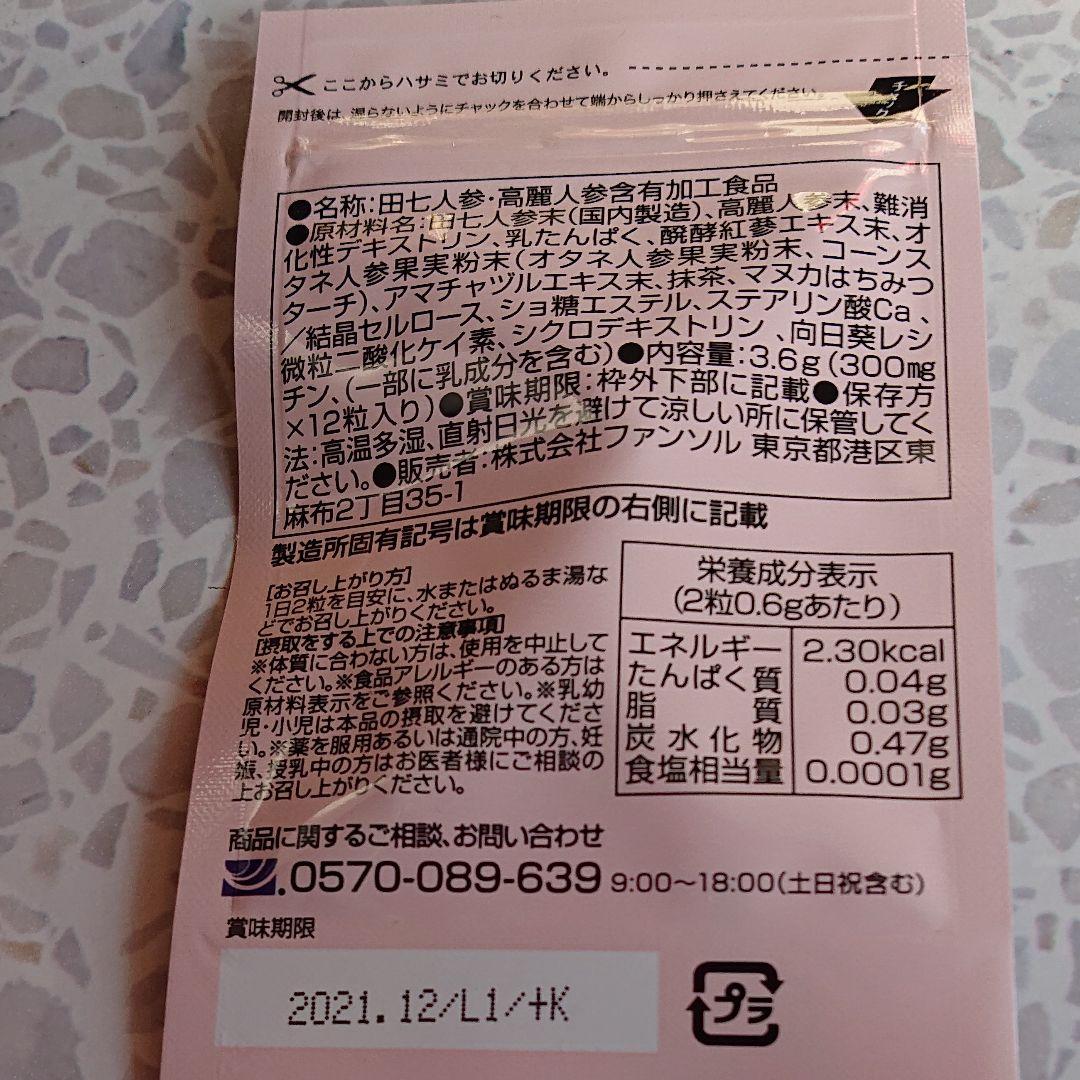 ここからハサミでお切りください。
開封後は、湿らないようにチャックを合わせて端からしっかり押さえてください。
チャック
●名称:田七人参・高麗人参含有加工食品
●原材料名:田七人参末(国内製造)、高麗人参末、難消
化性デキストリン、乳たんぱく、醗酵紅蔘エキス末、オ
タネ人参果実粉末(オタネ人参果実粉末、コーンス
ターチ)、アマチャヅルエキス末、抹茶、マヌカはちみつ
/結晶セルロース、ショ糖エステル、ステアリン酸Ca、
微粒二酸化ケイ素、シクロデキストリン、向日葵レシ
チン、(一部に乳成分を含む)●内容量:3.6g(300mg
×12粒入り)●賞味期限:枠外下部に記載●保存方
法:高温多湿、直射日光を避けて涼しい所に保管してく
ださい。●販売者:株式会社ファンソル 東京都港区東
麻布2丁目35-1
製造所固有記号は賞味期限の右側に記載
[お召し上がり方]
1日2粒を目安に、水またはぬるま湯な
どでお召し上がりください。
[摂取をする上での注意事項]
※体質に合わない方は、使用を中止して
ください。※食品アレルギーのある方は
原材料表示をご参照ください。※乳幼
児・小児は本品の摂取を避けてくださ
い。※薬を服用あるいは通院中の方、妊
娠、授乳中の方はお医者様にご相談の
上お召し上がりください。
栄養成分表示
(2粒0.6gあたり)
エネルギー 2.30kcal
たんぱく質 0.04g
脂質 0.03g
炭水化物 0.47g
食塩相当量 0.0001g
商品に関するご相談、お問い合わせ
0570-089-639 9:00〜18:00(土日祝含む)
賞味期限
2021.12/L1/+K
プラ